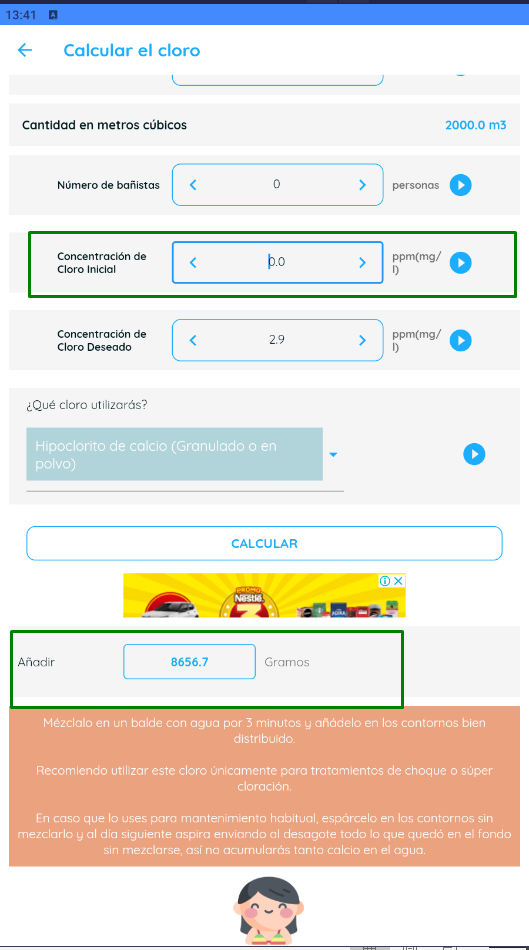 13:41 A
Calcular el cloro
Cantidad en metros cúbicos 2000.0 m3
Número de bañistas 0 personas
Concentración de
Cloro Inicial
0.0
ppm(mg/
l)
Concentración de
Cloro Deseado
2.9
ppm(mg/
l)
¿Qué cloro utilizarás?
Hipoclorito de calcio (Granulado o en
polvo)
CALCULAR
PROMO
Nestlé
3
Añadir 8656.7 Gramos
Mézclalo en un balde con agua por 3 minutos y añádelo en los contornos bien
distribuido.
Recomiendo utilizar este cloro únicamente para tratamientos de choque o súper
cloración.
En caso que lo uses para mantenimiento habitual, espárcelo en los contornos sin
mezclarlo y al día siguiente aspira enviando al desagote todo lo que quedó en el fondo
sin mezclarse, así no acumularás tanto calcio en el agua.